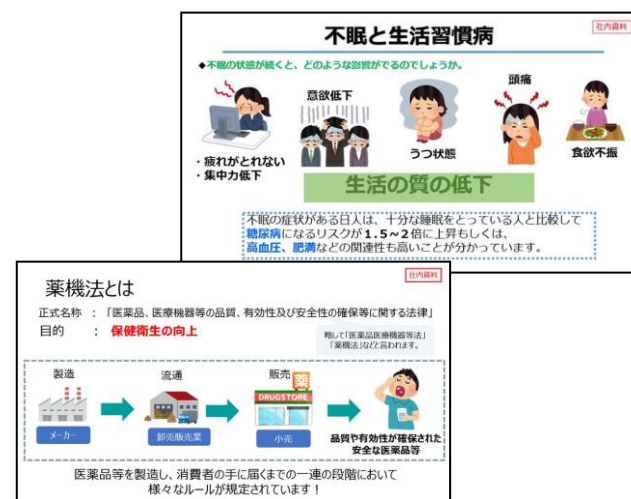 不眠と生活習慣病
社内資料
◆不眠の状態が続くと、どのような影響がでるのでしょうか。
意欲低下
うつ状態
頭痛
食欲不振
・疲れがとれない
・集中力低下
生活の質の低下
不眠の症状がある日人は、十分な睡眠をとっている人と比較して
糖尿病になるリスクが1.5~2倍に上昇もしくは、
高血圧、肥満などの関連性も高いことが分かっています。
薬機法とは
社内資料
正式名称 : 「医薬品、医療機器等の品質、有効性及び安全性の確保等に関する法律」
目的 : 保健衛生の向上
略して「医薬品医療機器等法」
「薬機法」などと言われます。
製造
流通
販売
薬
DRUGSTORE
メーカー
卸売販売業
小売
品質や有効性が確保された
安全な医薬品等
医薬品等を製造し、消費者の手に届くまでの一連の段階において
様々なルールが規定されています！